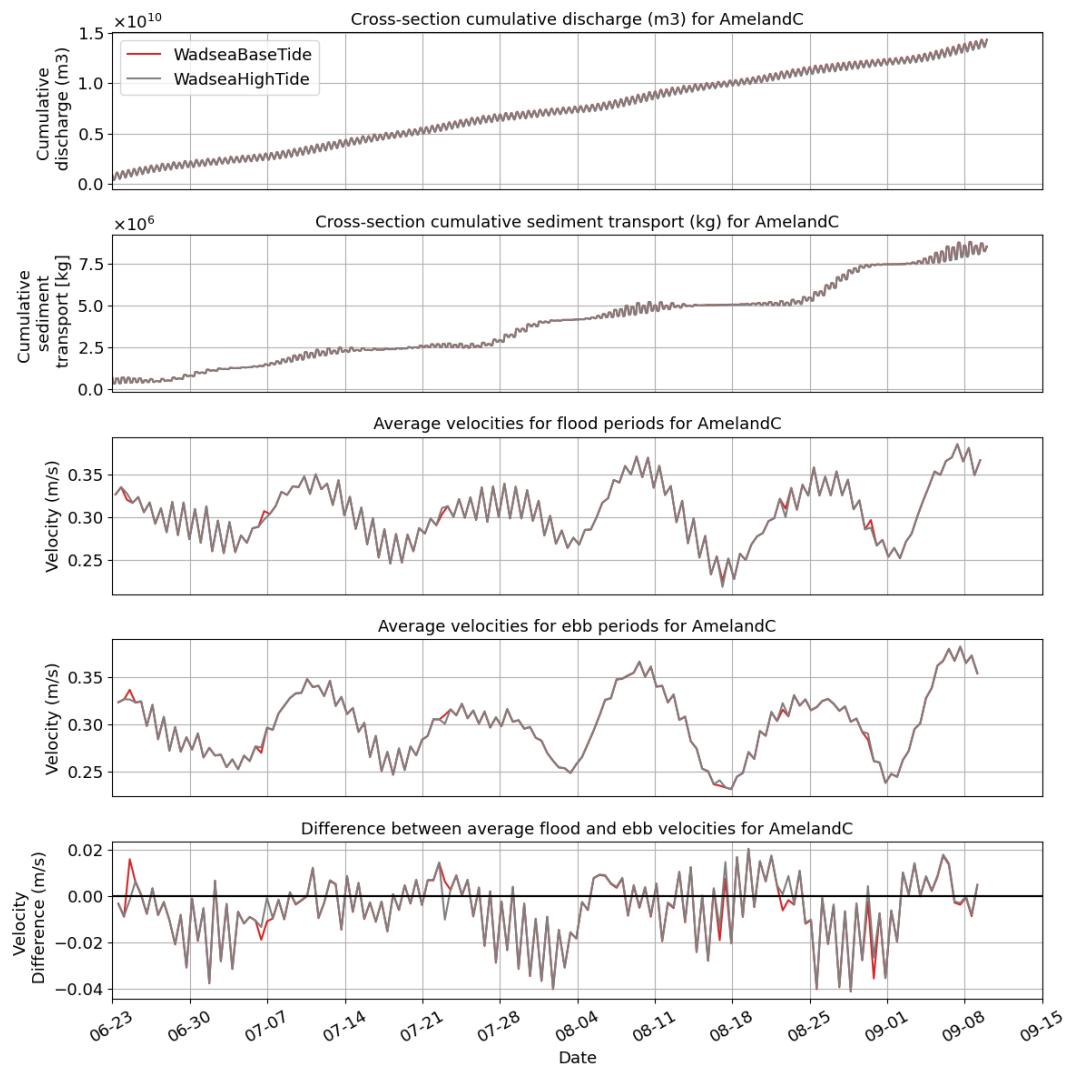 Cross-section cumulative discharge (m3) for AmelandC
×10¹⁰
1.5
1.0
0.5
0.0
Cumulative
discharge (m3)
WadseaBaseTide
WadseaHighTide
Cross-section cumulative sediment transport (kg) for AmelandC
×10⁶
7.5
5.0
2.5
0.0
Cumulative
sediment
transport [kg]
Average velocities for flood periods for AmelandC
0.35
0.30
0.25
Velocity (m/s)
Average velocities for ebb periods for AmelandC
0.35
0.30
0.25
Velocity (m/s)
Difference between average flood and ebb velocities for AmelandC
0.02
0.00
−0.02
−0.04
Velocity
Difference (m/s)
06-23 06-30 07-07 07-14 07-21 07-28 08-04 08-11 08-18 08-25 09-01 09-08 09-15
Date